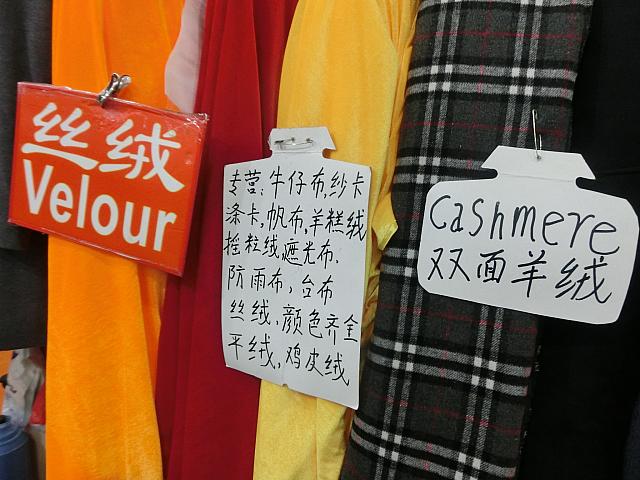 丝绒
Velour
专营:牛仔布,纱卡
涤卡,帆布,羊糕绒
摇粒绒,遮光布、
防雨布,台布
丝绒,颜色齐全
平绒,鸡皮绒
Cashmere
双面羊绒